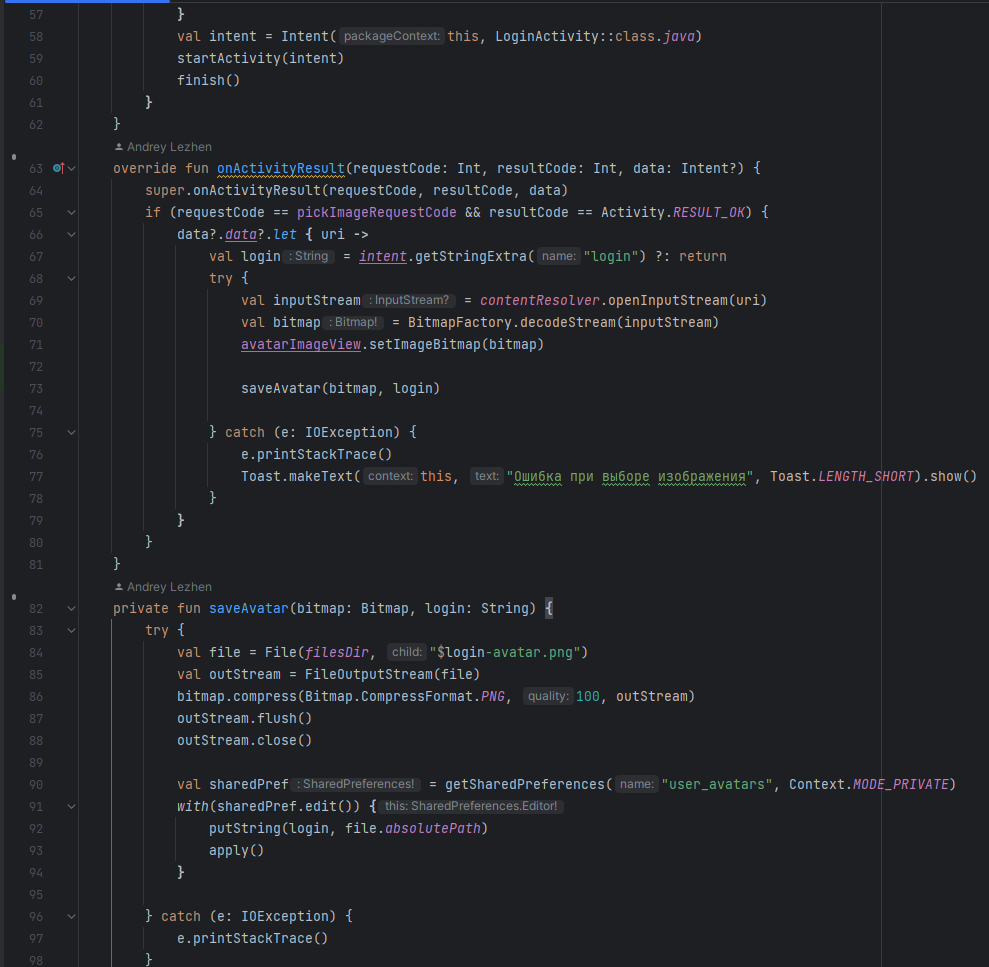 57 }
58 val intent = Intent( packageContext: this, LoginActivity::class.java)
59 startActivity(intent)
60 finish()
61 }
62 }
Andrey Lezhen
63 override fun onActivityResult(requestCode: Int, resultCode: Int, data: Intent?) {
64 super.onActivityResult(requestCode, resultCode, data)
65 if (requestCode == pickImageRequestCode && resultCode == Activity.RESULT_OK) {
66 data?.data?.let { uri ->
67 val login : String = intent.getStringExtra( name: "login") ?: return
68 try {
69 val inputStream : InputStream? = contentResolver.openInputStream(uri)
70 val bitmap : Bitmap! = BitmapFactory.decodeStream(inputStream)
71 avatarImageView.setImageBitmap(bitmap)
72
73 saveAvatar(bitmap, login)
74
75 } catch (e: IOException) {
76 e.printStackTrace()
77 Toast.makeText( context: this, text: "Ошибка при выборе изображения", Toast.LENGTH_SHORT).show()
78 }
79 }
80 }
81 }
Andrey Lezhen
82 private fun saveAvatar(bitmap: Bitmap, login: String) {
83 try {
84 val file = File(filesDir, child: "$login-avatar.png")
85 val outStream = FileOutputStream(file)
86 bitmap.compress(Bitmap.CompressFormat.PNG, quality: 100, outStream)
87 outStream.flush()
88 outStream.close()
89
90 val sharedPref : SharedPreferences! = getSharedPreferences( name: "user_avatars", Context.MODE_PRIVATE)
91 with(sharedPref.edit()) { this: SharedPreferences.Editor!
92 putString(login, file.absolutePath)
93 apply()
94 }
95
96 } catch (e: IOException) {
97 e.printStackTrace()
98 }